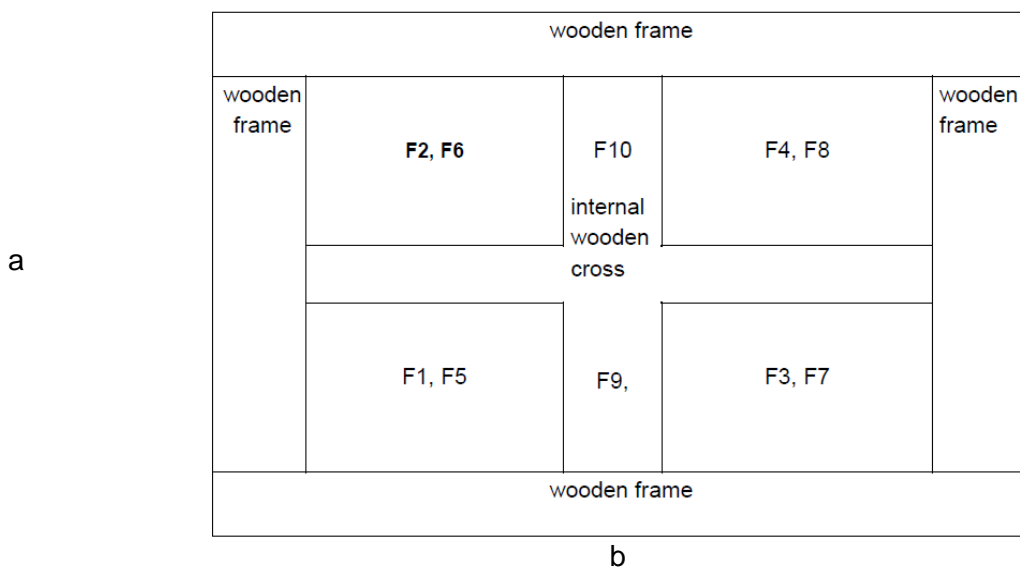 wooden frame
wooden
frame
F2, F6
F10
F4, F8
wooden
frame
internal
wooden
cross
a
F1, F5
F9,
F3, F7
wooden frame
b